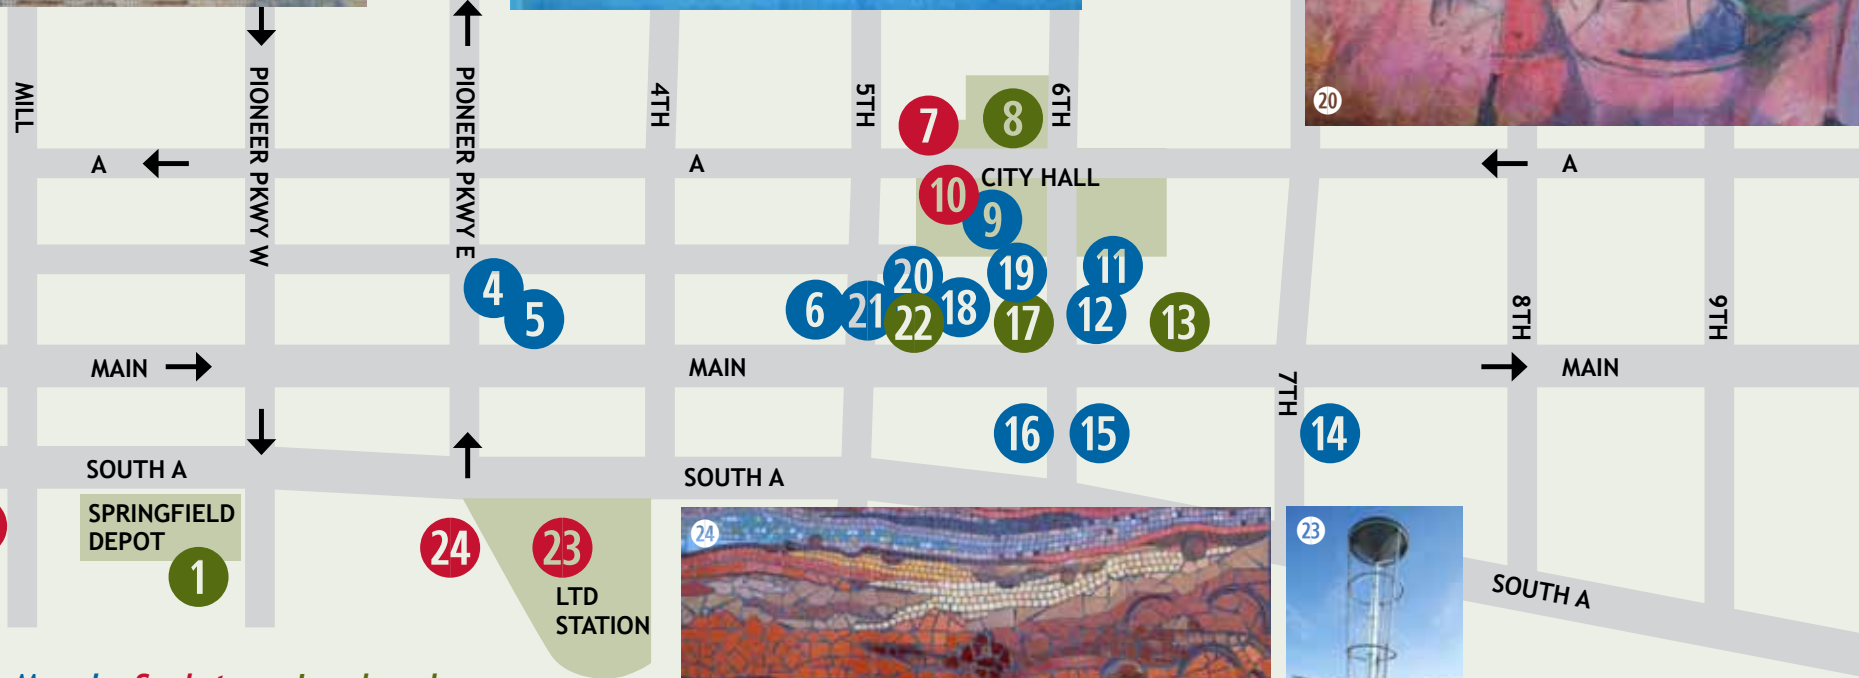 MILL
PIONEER PKWY W
PIONEER PKWY E
4TH
5TH
6TH
20
7
8
A
A
A
CITY HALL
10
9
4
5
6
21
20
22
18
19
17
11
12
13
8TH
9TH
MAIN
MAIN
MAIN
7TH
16
15
14
SOUTH A
SOUTH A
SPRINGFIELD
DEPOT
1
24
23
LTD
STATION
24
23
SOUTH A